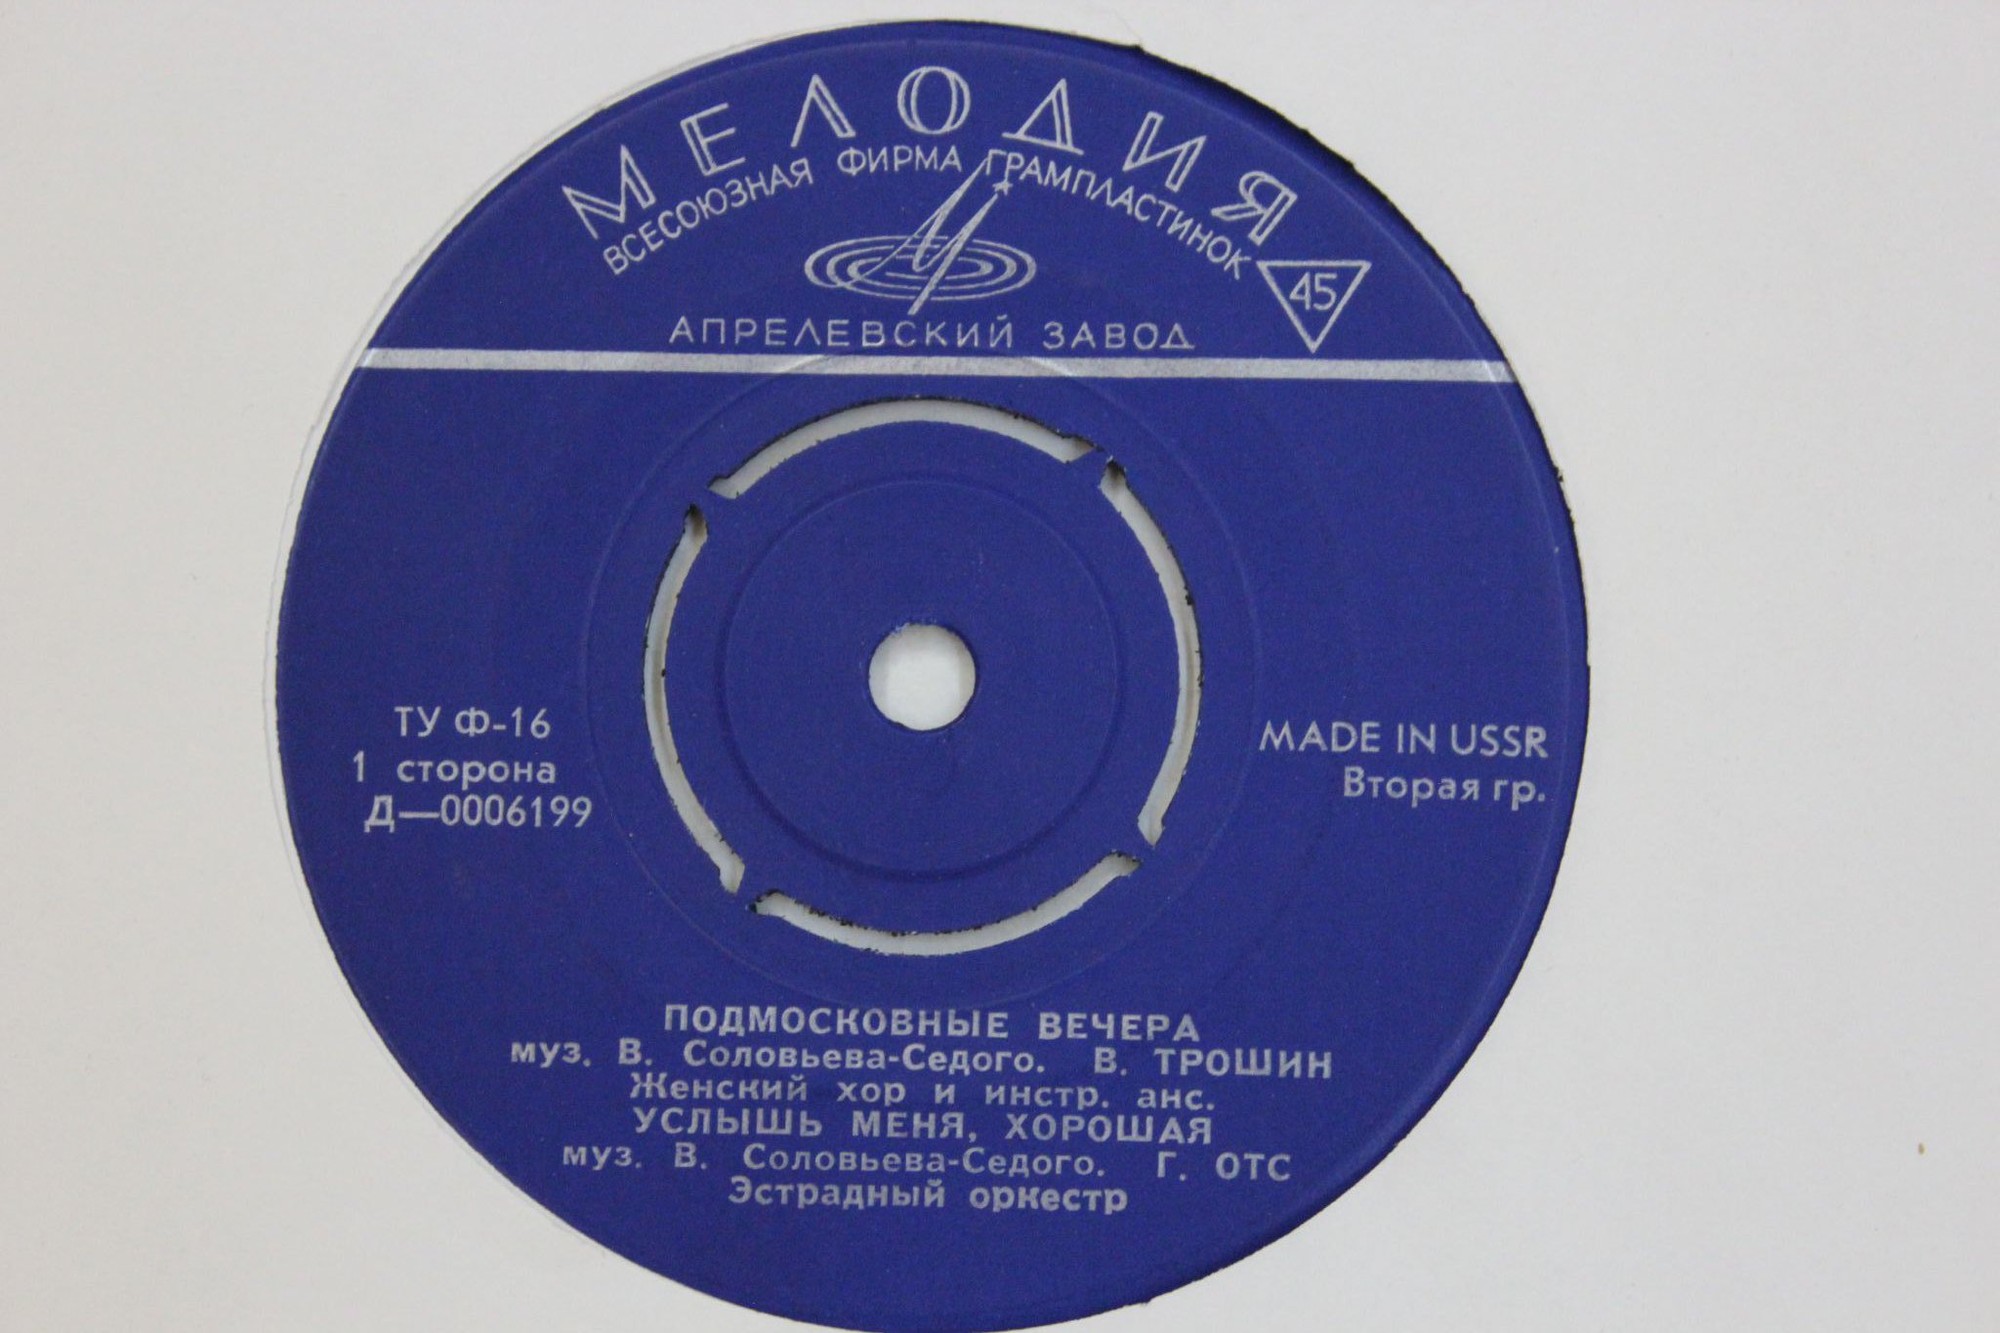 МЕЛОДИЯ
ВСЕСОЮЗНАЯ ФИРМА ГРАМПЛАСТИНОК
45
АПРЕЛЕВСКИЙ ЗАВОД
ТУ Ф-16
1 сторона
Д—0006199
MADE IN USSR
Вторая гр.
ПОДМОСКОВНЫЕ ВЕЧЕРА
муз. В. Соловьева-Седого. В. ТРОШИН
Женский хор и инстр. анс.
УСЛЫШЬ МЕНЯ, ХОРОШАЯ
муз. В. Соловьева-Седого. Г. ОТС
Эстрадный оркестр